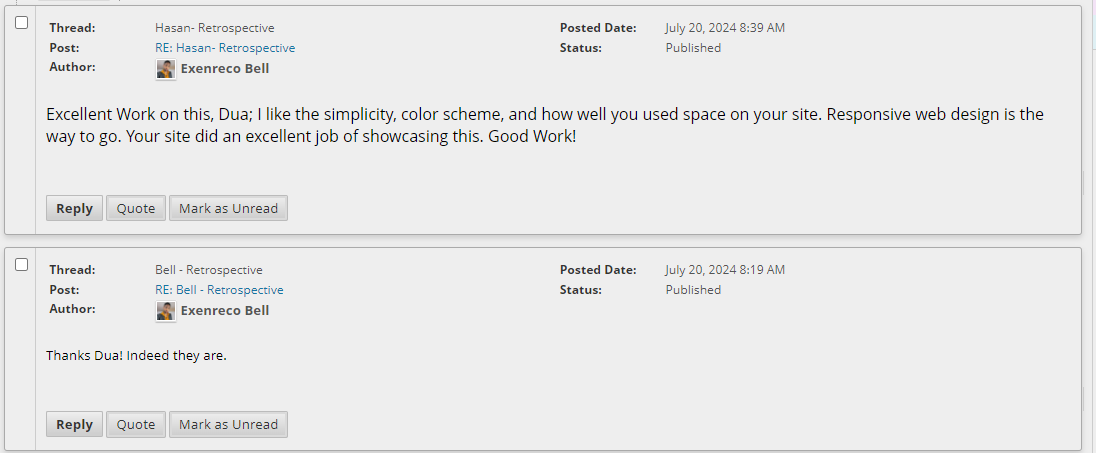 Thread: Hasan- Retrospective Posted Date: July 20, 2024 8:39 AM
Post: RE: Hasan- Retrospective Status: Published
Author: Exenreco Bell
Excellent Work on this, Dua; I like the simplicity, color scheme, and how well you used space on your site. Responsive web design is the
way to go. Your site did an excellent job of showcasing this. Good Work!
Reply Quote Mark as Unread
Thread: Bell - Retrospective Posted Date: July 20, 2024 8:19 AM
Post: RE: Bell - Retrospective Status: Published
Author: Exenreco Bell
Thanks Dua! Indeed they are.
Reply Quote Mark as Unread